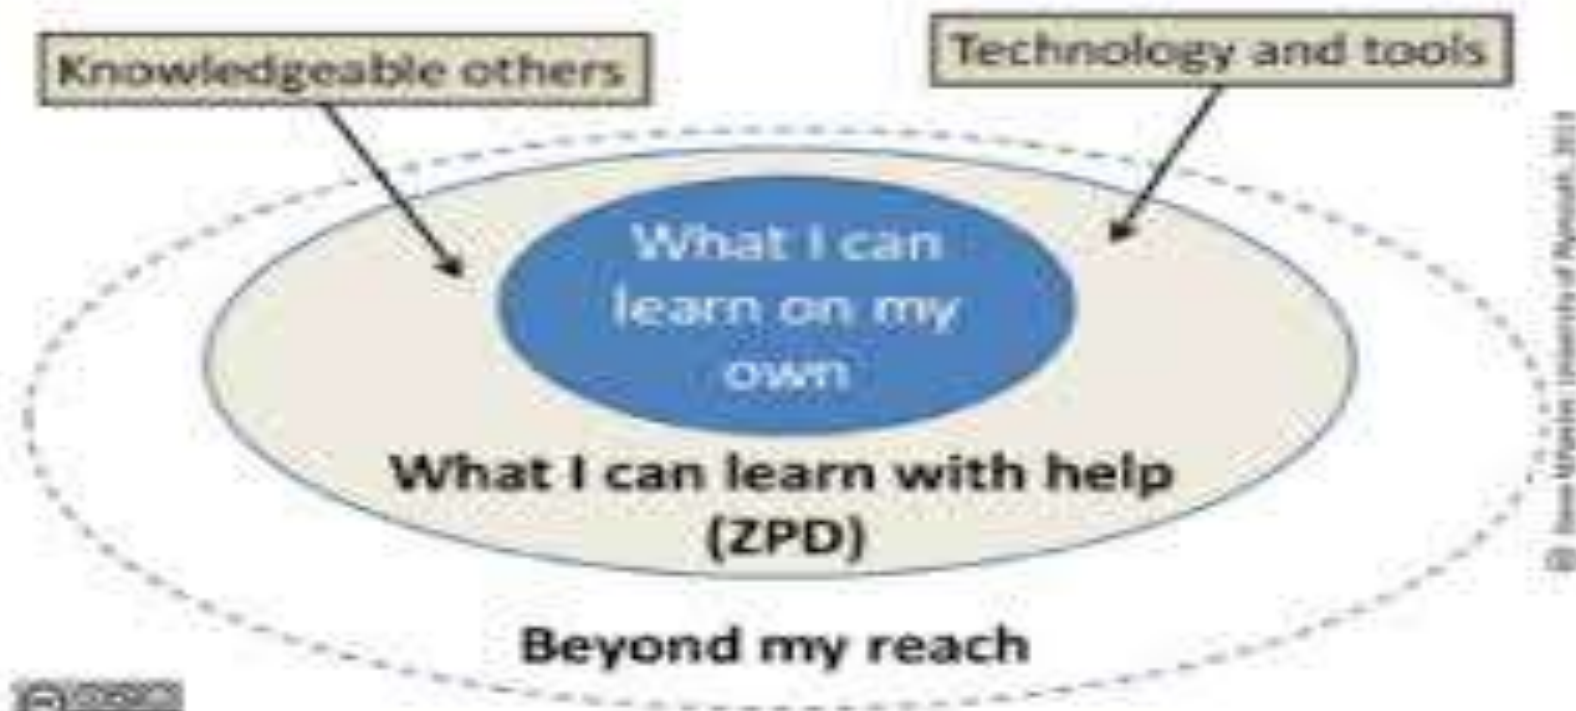 Knowledgeable others
Technology and tools
What I can
learn on my
own
What I can learn with help
(ZPD)
Beyond my reach